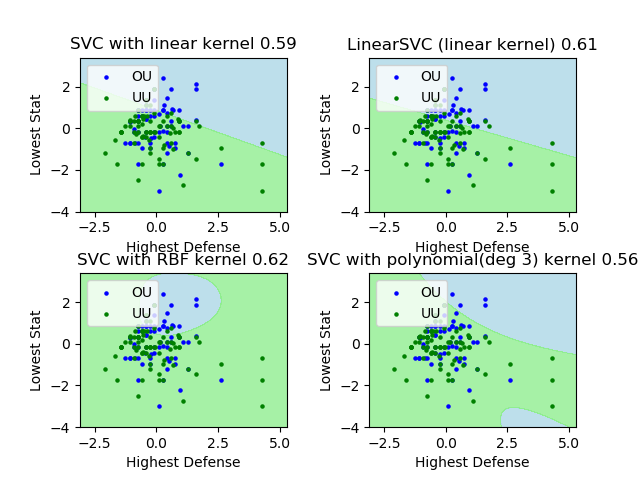 SVC with linear kernel 0.59
LinearSVC (linear kernel) 0.61
Lowest Stat
2
0
−2
−4
OU
UU
−2.5 0.0 2.5 5.0
Highest Defense
Lowest Stat
2
0
−2
−4
OU
UU
−2.5 0.0 2.5 5.0
Highest Defense
SVC with RBF kernel 0.62
SVC with polynomial(deg 3) kernel 0.56
Lowest Stat
2
0
−2
−4
OU
UU
−2.5 0.0 2.5 5.0
Highest Defense
Lowest Stat
2
0
−2
−4
OU
UU
−2.5 0.0 2.5 5.0
Highest Defense